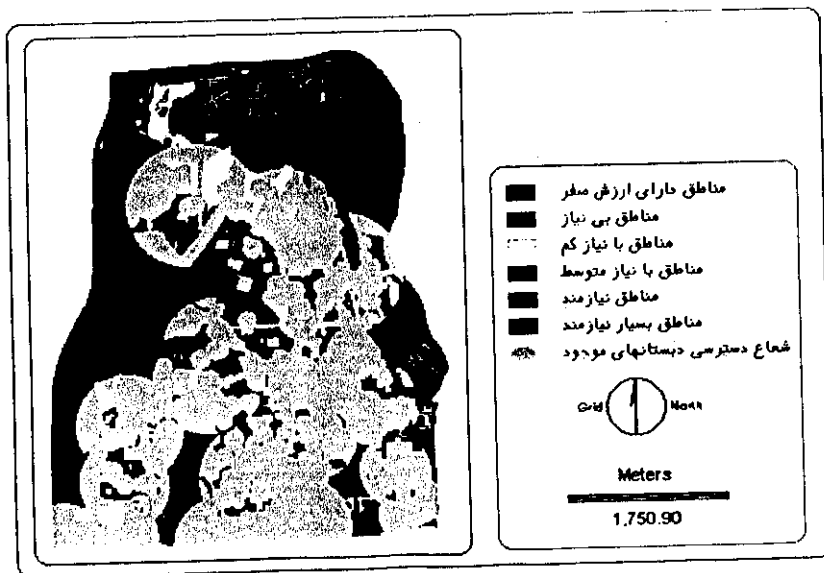 مناطق دارای ارزش صفر
مناطق بی نیاز
مناطق با نیاز کم
مناطق با نیاز متوسط
مناطق نیازمند
مناطق بسیار نیازمند
شعاع دسترسی دبستانهای موجود
Grid North
Meters
1,750.90